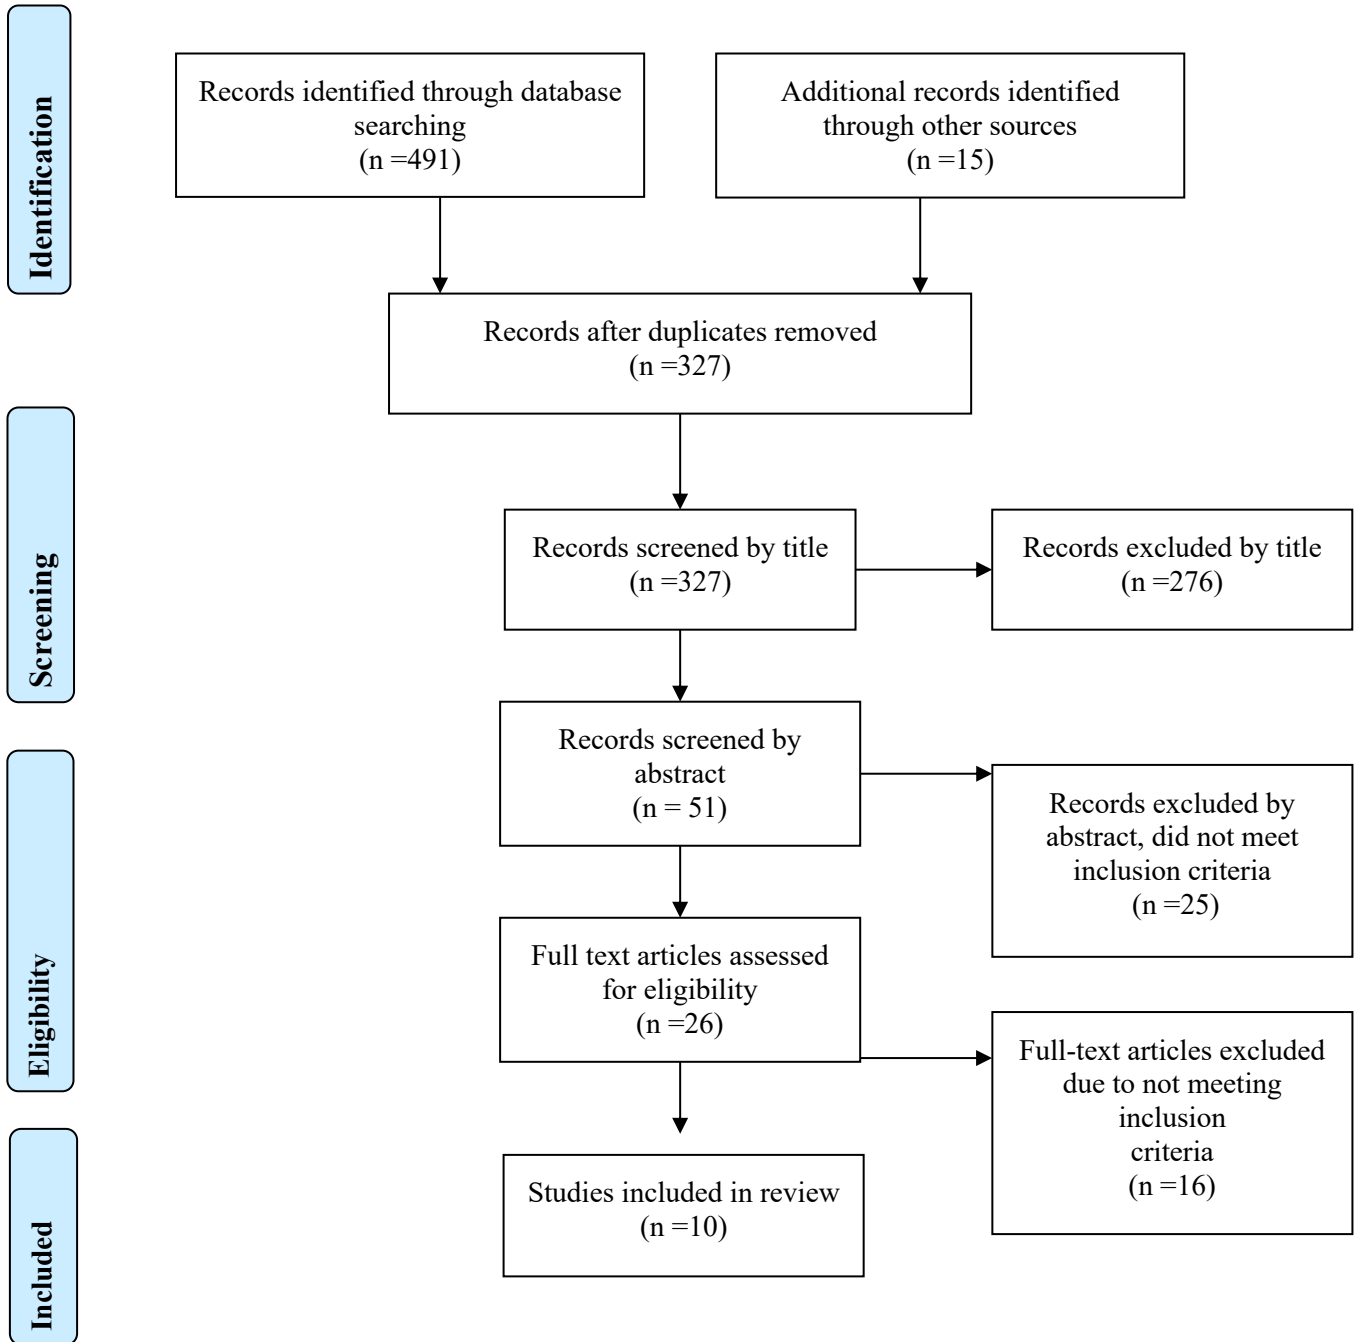 Identification
Records identified through database
searching
(n =491)
Additional records identified
through other sources
(n =15)
Records after duplicates removed
(n =327)
Screening
Records screened by title
(n =327)
Records excluded by title
(n =276)
Records screened by
abstract
(n = 51)
Records excluded by
abstract, did not meet
inclusion criteria
(n =25)
Eligibility
Full text articles assessed
for eligibility
(n =26)
Full-text articles excluded
due to not meeting
inclusion
criteria
(n =16)
Included
Studies included in review
(n =10)